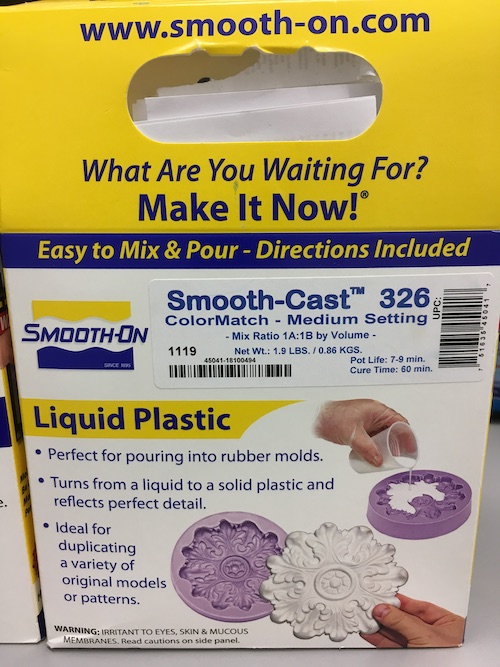 www.smooth-on.com
What Are You Waiting For?
Make It Now!®
Easy to Mix & Pour - Directions Included
SMOOTH-ON
SINCE 1895
Smooth-Cast™ 326
ColorMatch - Medium Setting
- Mix Ratio 1A:1B by Volume -
1119
Net Wt.: 1.9 LBS. / 0.86 KGS.
45041-18100494
Pot Life: 7-9 min.
Cure Time: 60 min.
UPC:
Liquid Plastic
• Perfect for pouring into rubber molds.
• Turns from a liquid to a solid plastic and
reflects perfect detail.
• Ideal for
duplicating
a variety of
original models
or patterns.
WARNING: IRRITANT TO EYES, SKIN & MUCOUS
MEMBRANES. Read cautions on side panel.